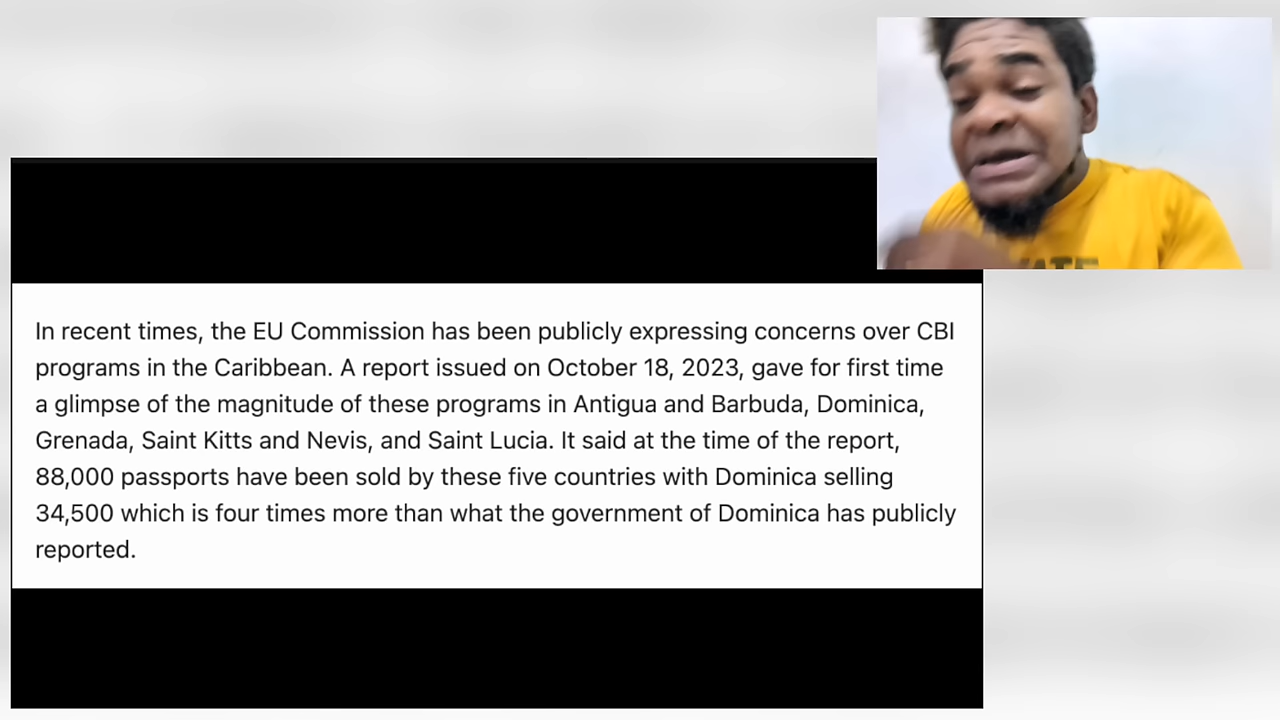 In recent times, the EU Commission has been publicly expressing concerns over CBI
programs in the Caribbean. A report issued on October 18, 2023, gave for first time
a glimpse of the magnitude of these programs in Antigua and Barbuda, Dominica,
Grenada, Saint Kitts and Nevis, and Saint Lucia. It said at the time of the report,
88,000 passports have been sold by these five countries with Dominica selling
34,500 which is four times more than what the government of Dominica has publicly
reported.